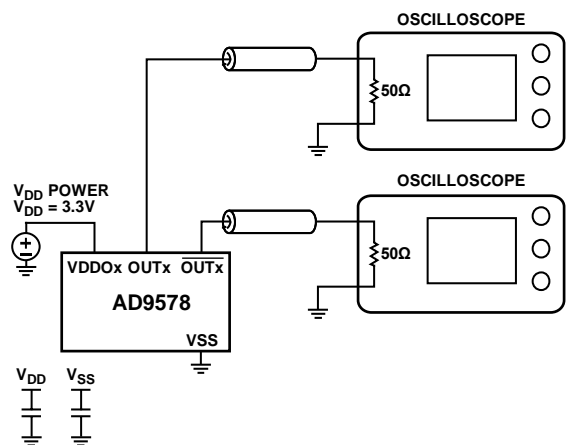 OSCILLOSCOPE
50Ω
OSCILLOSCOPE
50Ω
VDD POWER
VDD = 3.3V
VDDOx OUTx OUTx
AD9578
VSS
VDD VSS